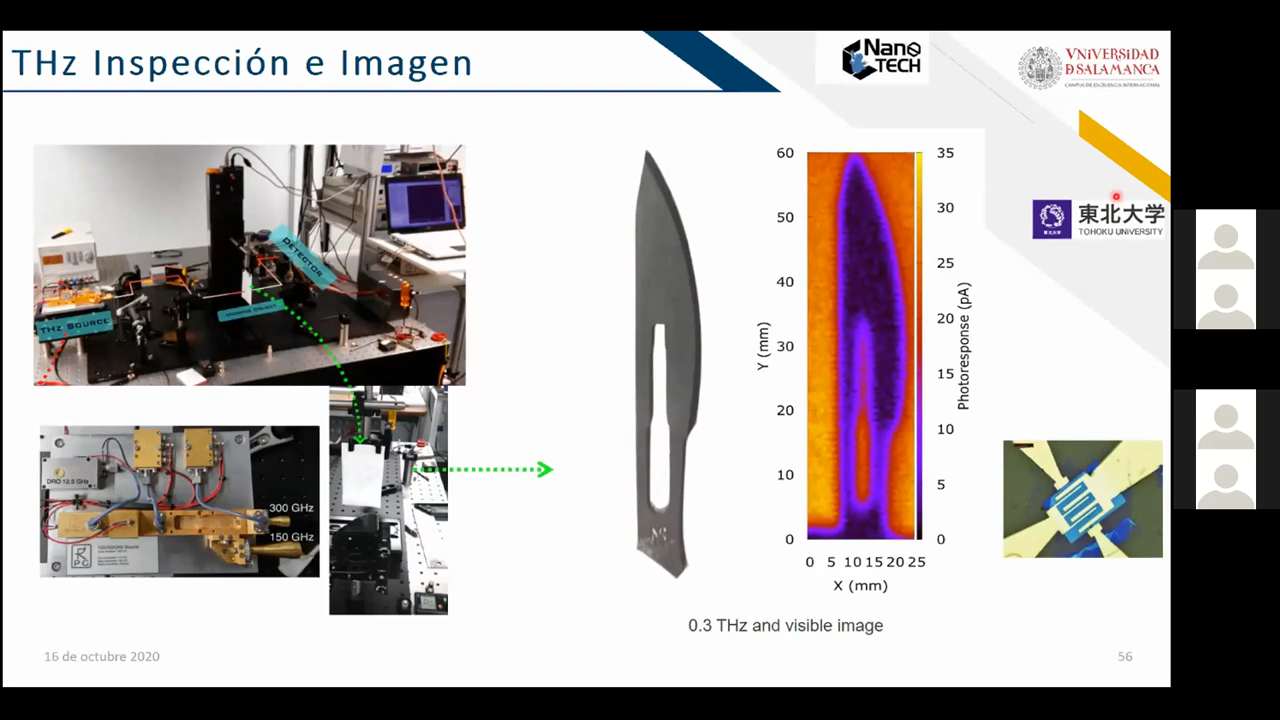 THz Inspección e Imagen
Nano
TECH
VNiVERSiDAD
D SALAMANCA
CAMPUS DE EXCELENCIA INTERNACIONAL
東北大学
TOHOKU UNIVERSITY
DETECTOR
THz SOURCE
DRO 12.5 GHz
300 GHz
150 GHz
RPG
60
50
40
30
20
10
0
Y (mm)
0 5 10 15 20 25
X (mm)
35
30
25
20
15
10
5
0
Photoresponse (pA)
0.3 THz and visible image
16 de octubre 2020
56